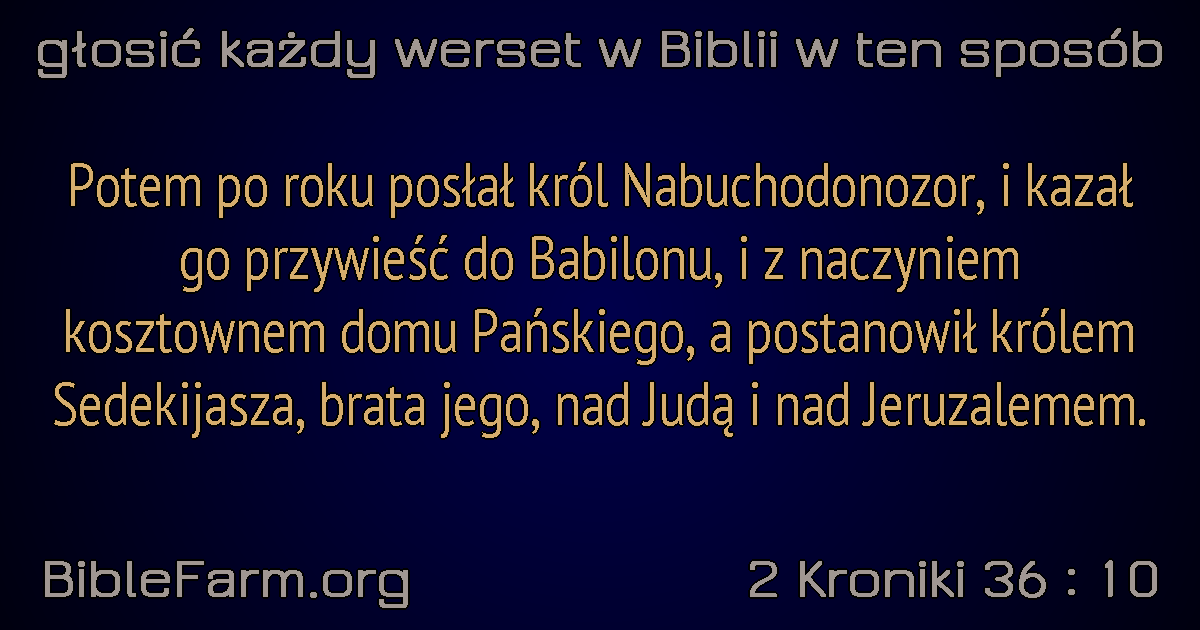 głosić każdy werset w Biblii w ten sposób
Potem po roku posłał król Nabuchodonozor, i kazał
go przywieść do Babilonu, i z naczyniem
kosztownem domu Pańskiego, a postanowił królem
Sedekijasza, brata jego, nad Judą i nad Jeruzalemem.
BibleFarm.org
2 Kroniki 36 : 10